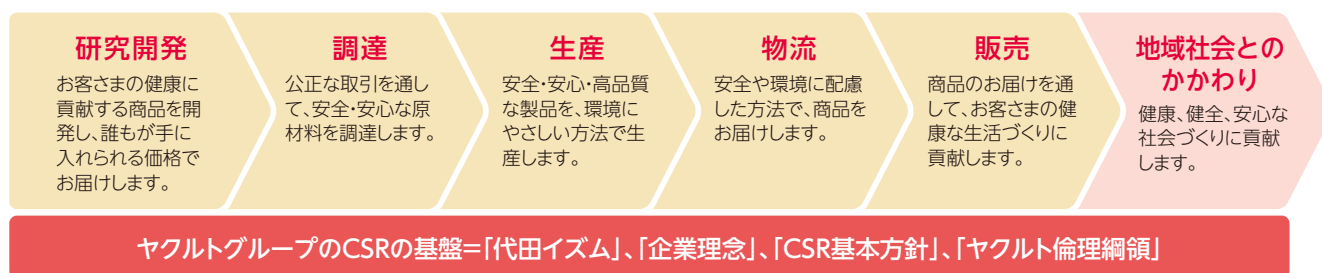 研究開発
お客さまの健康に
貢献する商品を開
発し、誰もが手に
入れられる価格で
お届けします。
調達
公正な取引を通し
て、安全・安心な原
材料を調達します。
生産
安全・安心・高品質
な製品を、環境に
やさしい方法で生
産します。
物流
安全や環境に配慮
した方法で、商品を
お届けします。
販売
商品のお届けを通
して、お客さまの健
康な生活づくりに
貢献します。
地域社会との
かかわり
健康、健全、安心な
社会づくりに貢献
します。
ヤクルトグループのCSRの基盤=「代田イズム」、「企業理念」、「CSR基本方針」、「ヤクルト倫理綱領」